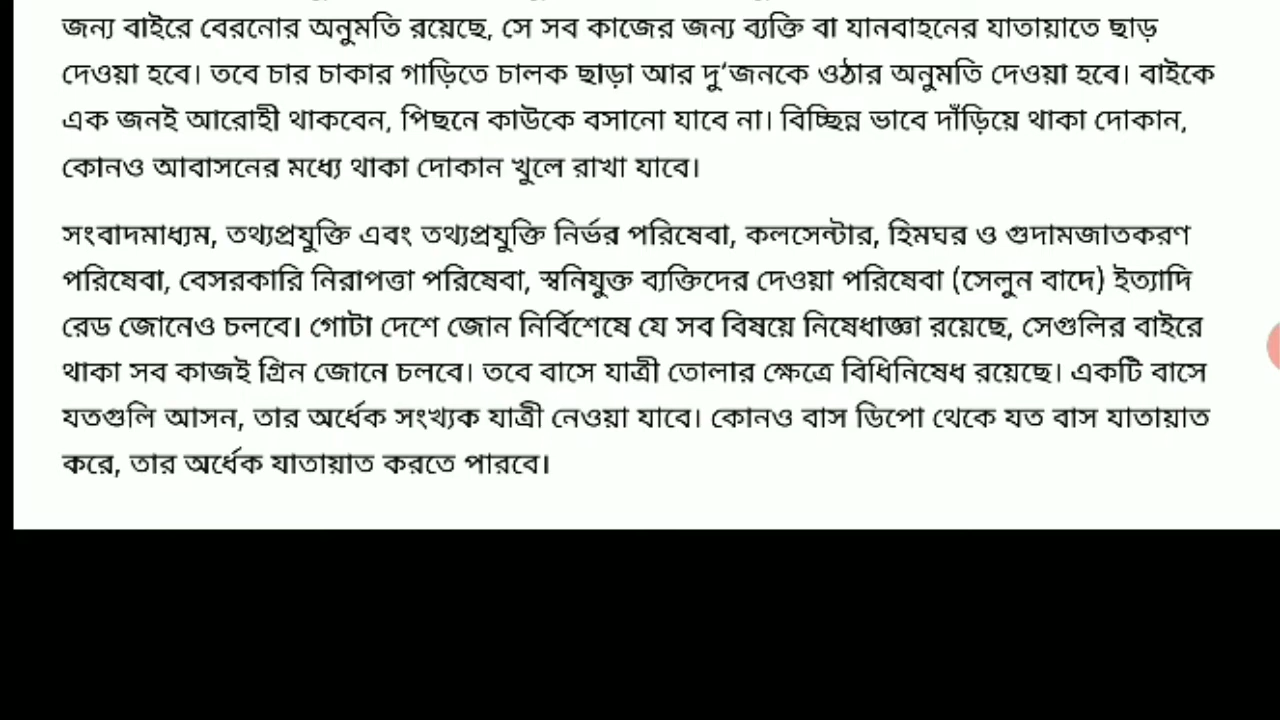 জন্য বাইরে বেরনোর অনুমতি রয়েছে, সে সব কাজের জন্য ব্যক্তি বা যানবাহনের যাতায়াতে ছাড়
দেওয়া হবে। তবে চার চাকার গাড়িতে চালক ছাড়া আর দু’জনকে ওঠার অনুমতি দেওয়া হবে। বাইকে
এক জনই আরোহী থাকবেন, পিছনে কাউকে বসানো যাবে না। বিচ্ছিন্ন ভাবে দাঁড়িয়ে থাকা দোকান,
কোনও আবাসনের মধ্যে থাকা দোকান খুলে রাখা যাবে।
সংবাদমাধ্যম, তথ্যপ্রযুক্তি এবং তথ্যপ্রযুক্তি নির্ভর পরিষেবা, কলসেন্টার, হিমঘর ও গুদামজাতকরণ
পরিষেবা, বেসরকারি নিরাপত্তা পরিষেবা, স্বনিযুক্ত ব্যক্তিদের দেওয়া পরিষেবা (সেলুন বাদে) ইত্যাদি
রেড জোনেও চলবে। গোটা দেশে জোন নির্বিশেষে যে সব বিষয়ে নিষেধাজ্ঞা রয়েছে, সেগুলির বাইরে
থাকা সব কাজই গ্রিন জোনে চলবে। তবে বাসে যাত্রী তোলার ক্ষেত্রে বিধিনিষেধ রয়েছে। একটি বাসে
যতগুলি আসন, তার অর্ধেক সংখ্যক যাত্রী নেওয়া যাবে। কোনও বাস ডিপো থেকে যত বাস যাতায়াত
করে, তার অর্ধেক যাতায়াত করতে পারবে।